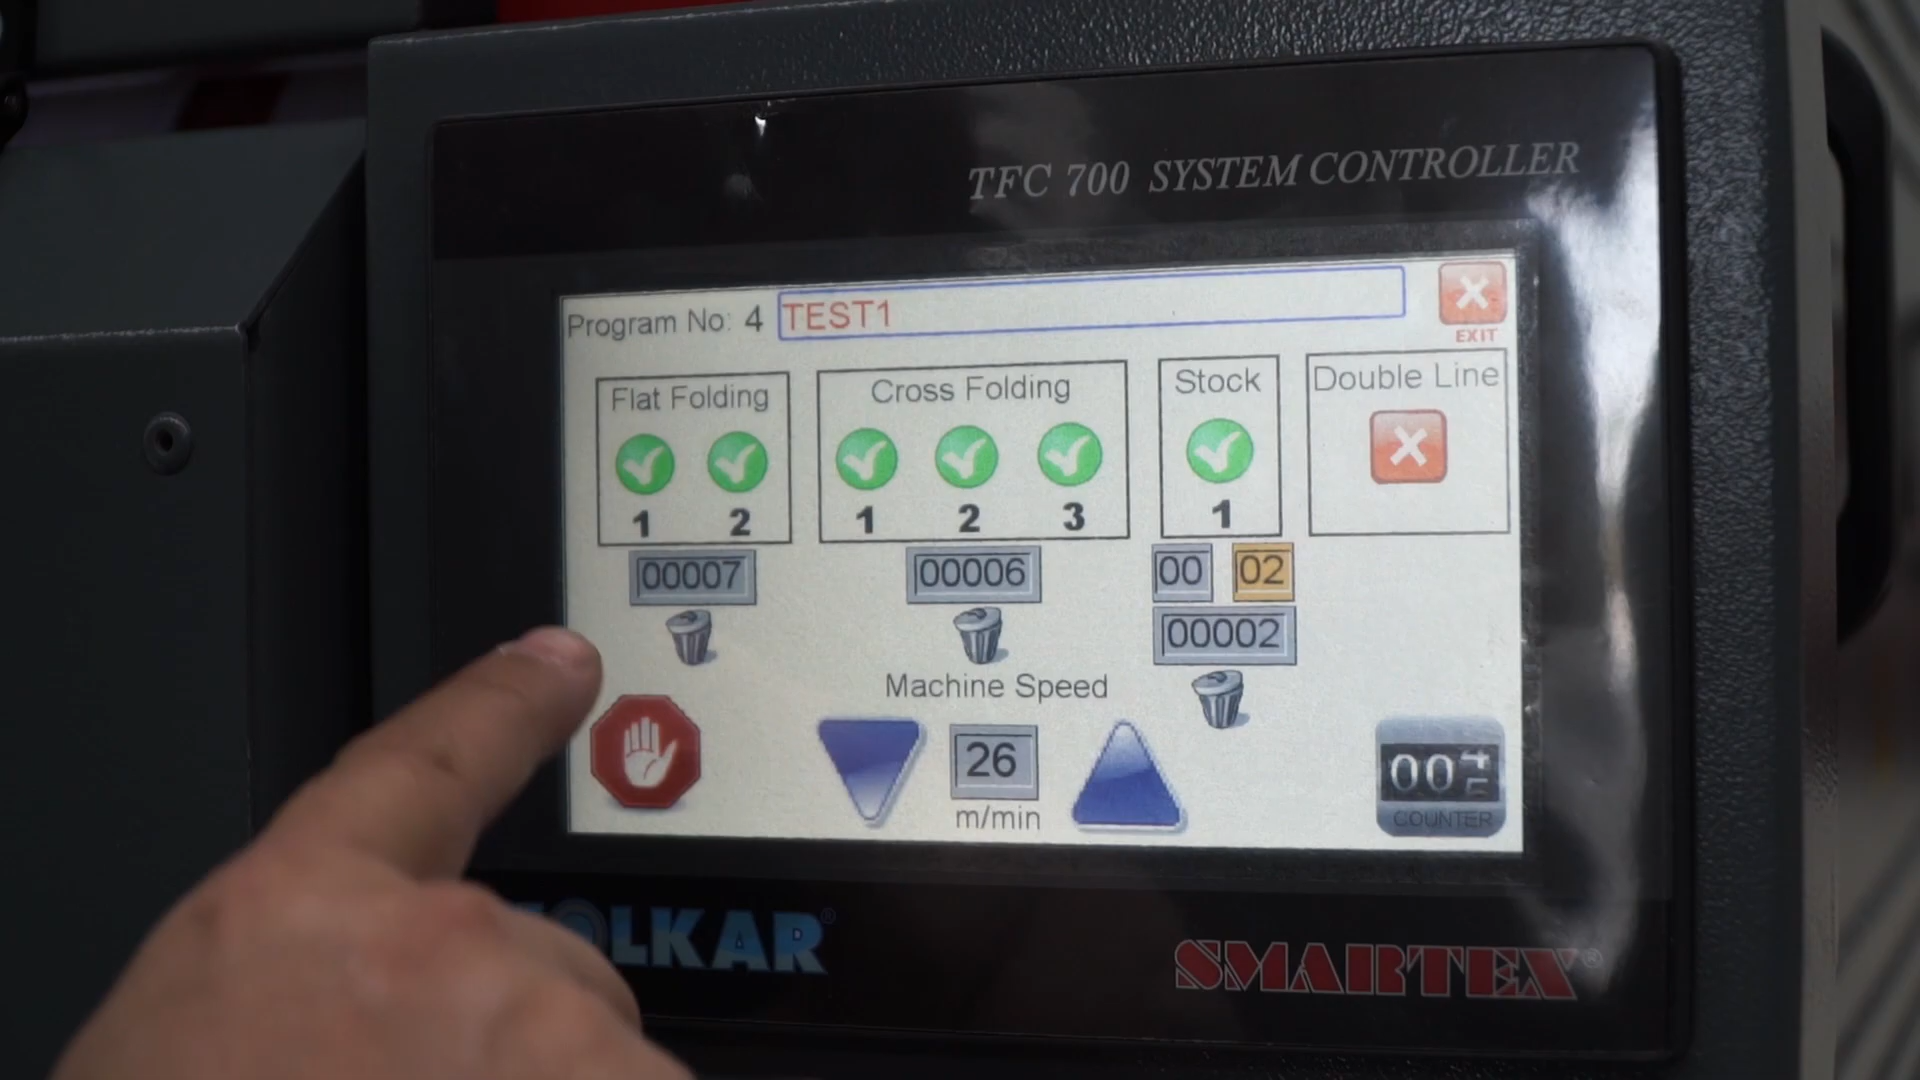 TFC 700 SYSTEM CONTROLLER
Program No: 4 TEST1
EXIT
Flat Folding
Cross Folding
Stock
Double Line
1 2
1 2 3
1
00007
00006
00 02
00002
Machine Speed
26
m/min
COUNTER
OLKAR®
SMARTEX®